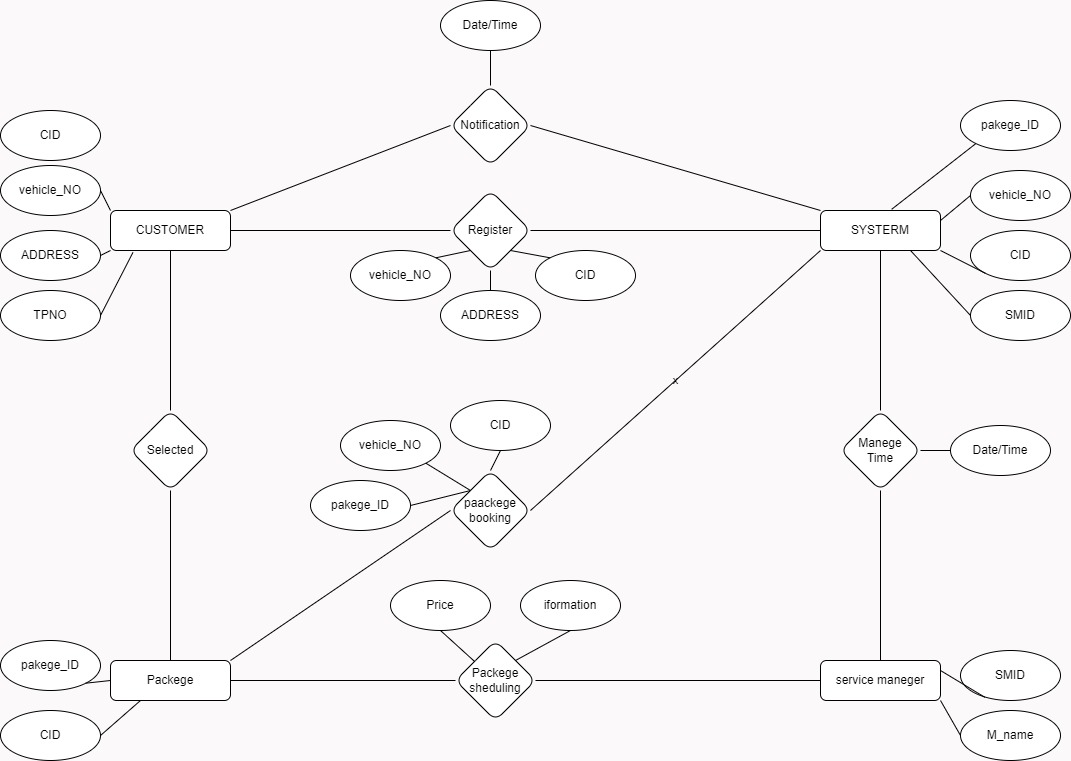 Date/Time
Notification
pakege_ID
CID
vehicle_NO
vehicle_NO
CUSTOMER
Register
SYSTERM
ADDRESS
CID
vehicle_NO
CID
TPNO
ADDRESS
SMID
x
CID
vehicle_NO
Selected
Manege
Time
Date/Time
pakege_ID
paackege
booking
Price
iformation
pakege_ID
Packege
Packege
sheduling
service maneger
SMID
CID
M_name